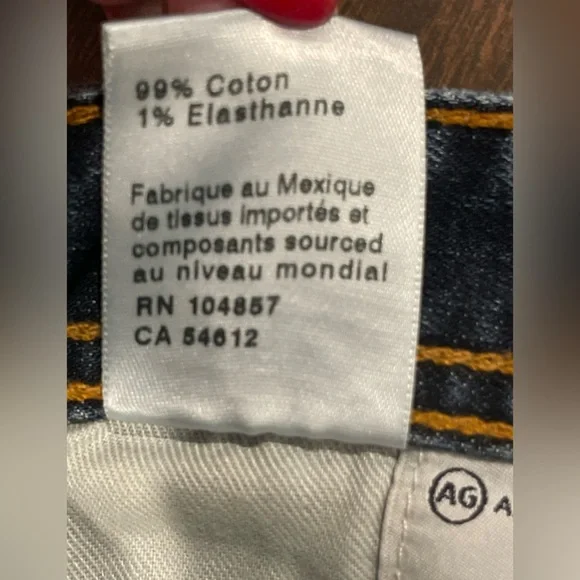 99% Coton
1% Elasthanne
Fabrique au Mexique
de tissus importés et
composants sourced
au niveau mondial
RN 104857
CA 54612
AG